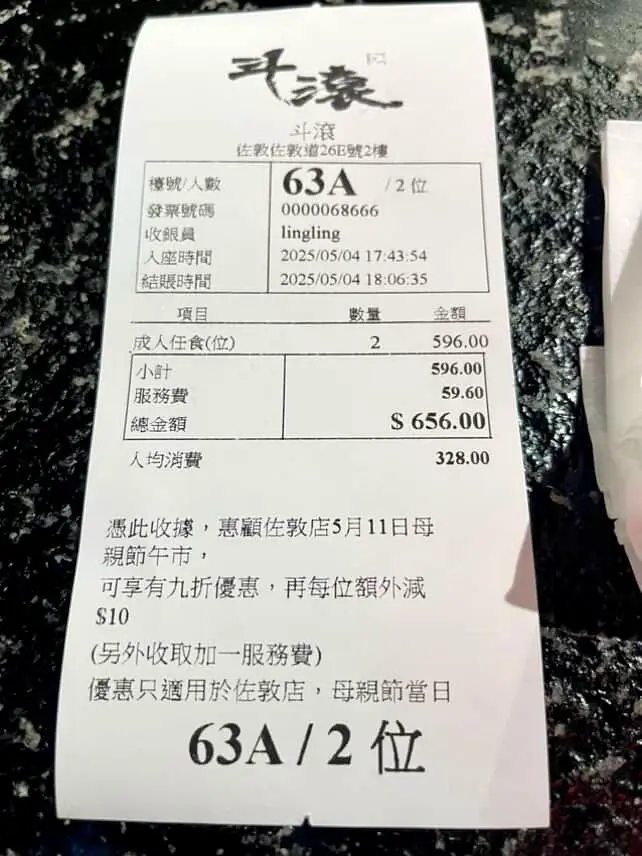 斗滾
斗滾
佐敦佐敦道26E號2樓
檯號/人數 63A / 2 位
發票號碼 0000068666
收銀員 lingling
入座時間 2025/05/04 17:43:54
結賬時間 2025/05/04 18:06:35
項目 數量 金額
成人任食(位) 2 596.00
小計 596.00
服務費 59.60
總金額 $ 656.00
人均消費 328.00
憑此收據，惠顧佐敦店5月11日母
親節午市，
可享有九折優惠，再每位額外減
$10
(另外收取加一服務費)
優惠只適用於佐敦店，母親節當日
63A / 2 位